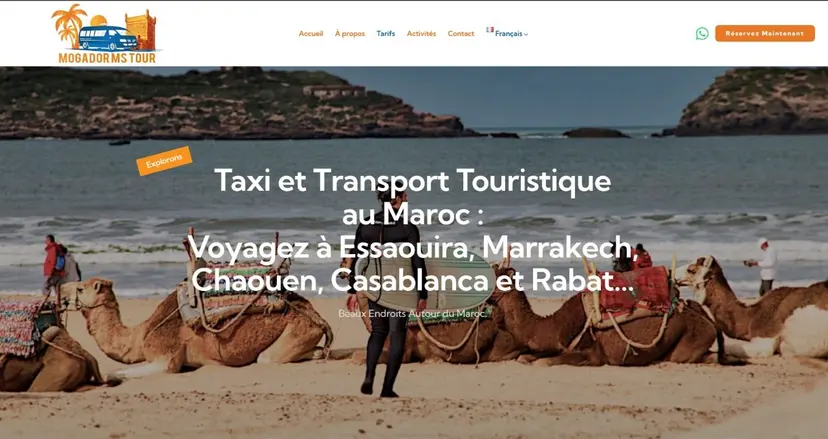 MOGADOR MS TOUR
Accueil À propos Tarifs Activités Contact Français
Réservez Maintenant
Explorons
Taxi et Transport Touristique
au Maroc :
Voyagez à Essaouira, Marrakech,
Chaouen, Casablanca et Rabat...
Beaux Endroits Autour du Maroc.